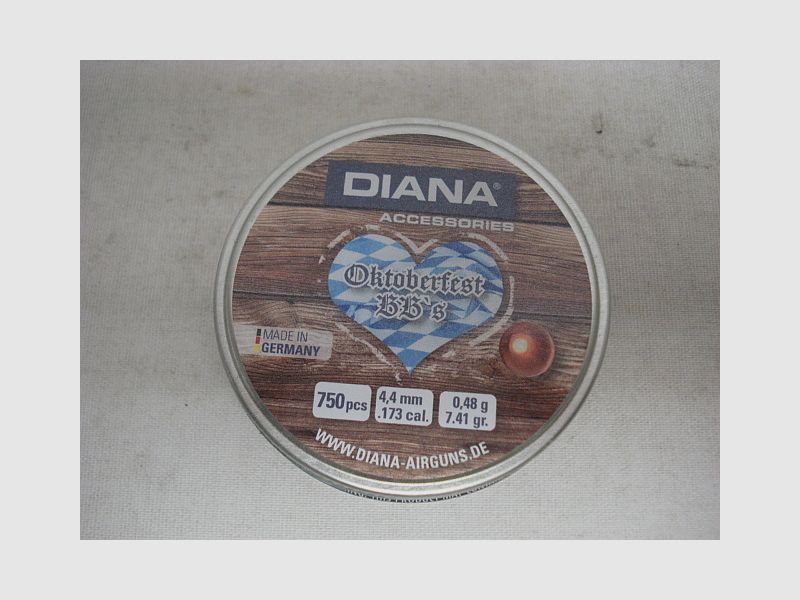 DIANA®
ACCESSORIES
Oktoberfest
BB`s
MADE IN
GERMANY
750 pcs
4,4 mm
.173 cal.
0,48 g
7.41 gr.
WWW.DIANA-AIRGUNS.DE